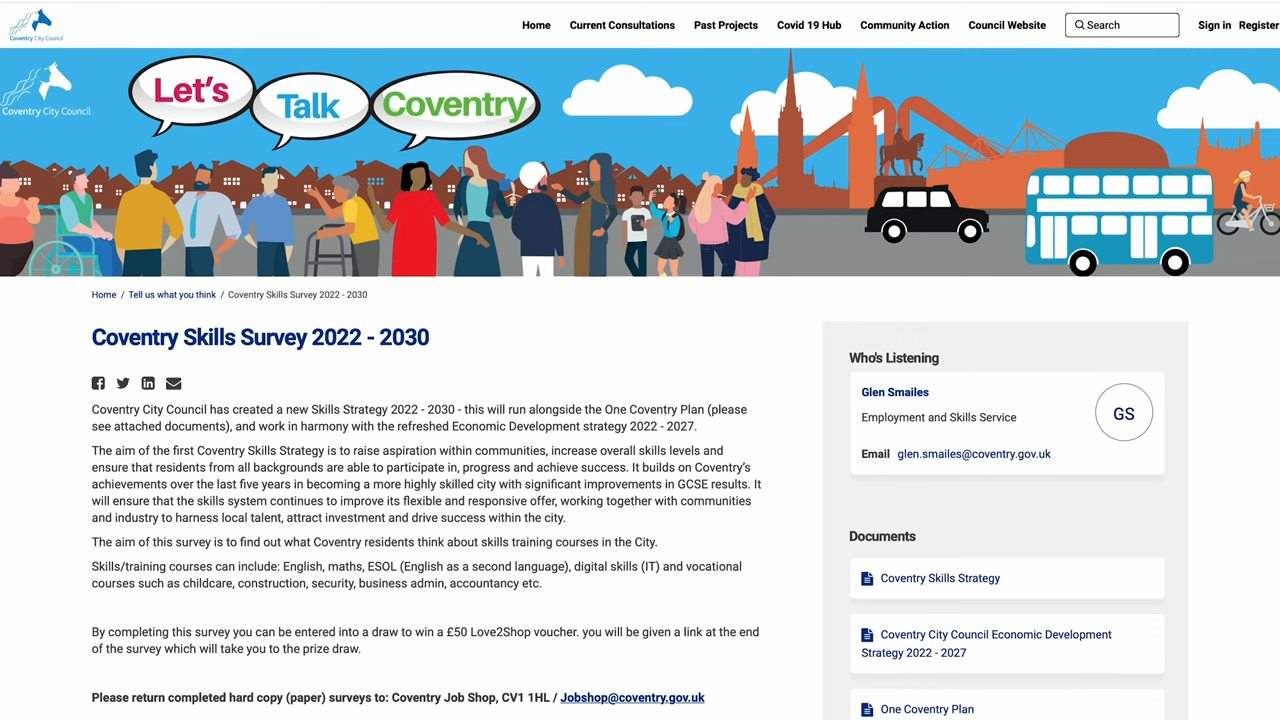 Coventry City Council
Home Current Consultations Past Projects Covid 19 Hub Community Action Council Website Search Sign in Register
Coventry City Council
Let's
Talk
Coventry
Home / Tell us what you think / Coventry Skills Survey 2022 - 2030
Coventry Skills Survey 2022 - 2030
Coventry City Council has created a new Skills Strategy 2022 - 2030 - this will run alongside the One Coventry Plan (please
see attached documents), and work in harmony with the refreshed Economic Development strategy 2022 - 2027.
The aim of the first Coventry Skills Strategy is to raise aspiration within communities, increase overall skills levels and
ensure that residents from all backgrounds are able to participate in, progress and achieve success. It builds on Coventry's
achievements over the last five years in becoming a more highly skilled city with significant improvements in GCSE results. It
will ensure that the skills system continues to improve its flexible and responsive offer, working together with communities
and industry to harness local talent, attract investment and drive success within the city.
The aim of this survey is to find out what Coventry residents think about skills training courses in the City.
Skills/training courses can include: English, maths, ESOL (English as a second language), digital skills (IT) and vocational
courses such as childcare, construction, security, business admin, accountancy etc.
By completing this survey you can be entered into a draw to win a £50 Love2Shop voucher. you will be given a link at the end
of the survey which will take you to the prize draw.
Please return completed hard copy (paper) surveys to: Coventry Job Shop, CV1 1HL / Jobshop@coventry.gov.uk
Who's Listening
Glen Smailes
Employment and Skills Service
GS
Email glen.smailes@coventry.gov.uk
Documents
Coventry Skills Strategy
Coventry City Council Economic Development
Strategy 2022 - 2027
One Coventry Plan